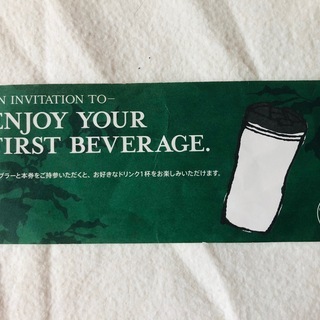 N INVITATION TO—
ENJOY YOUR
FIRST BEVERAGE.
ブラーと本券をご持参いただくと、お好きなドリンク1杯をお楽しみいただけます。